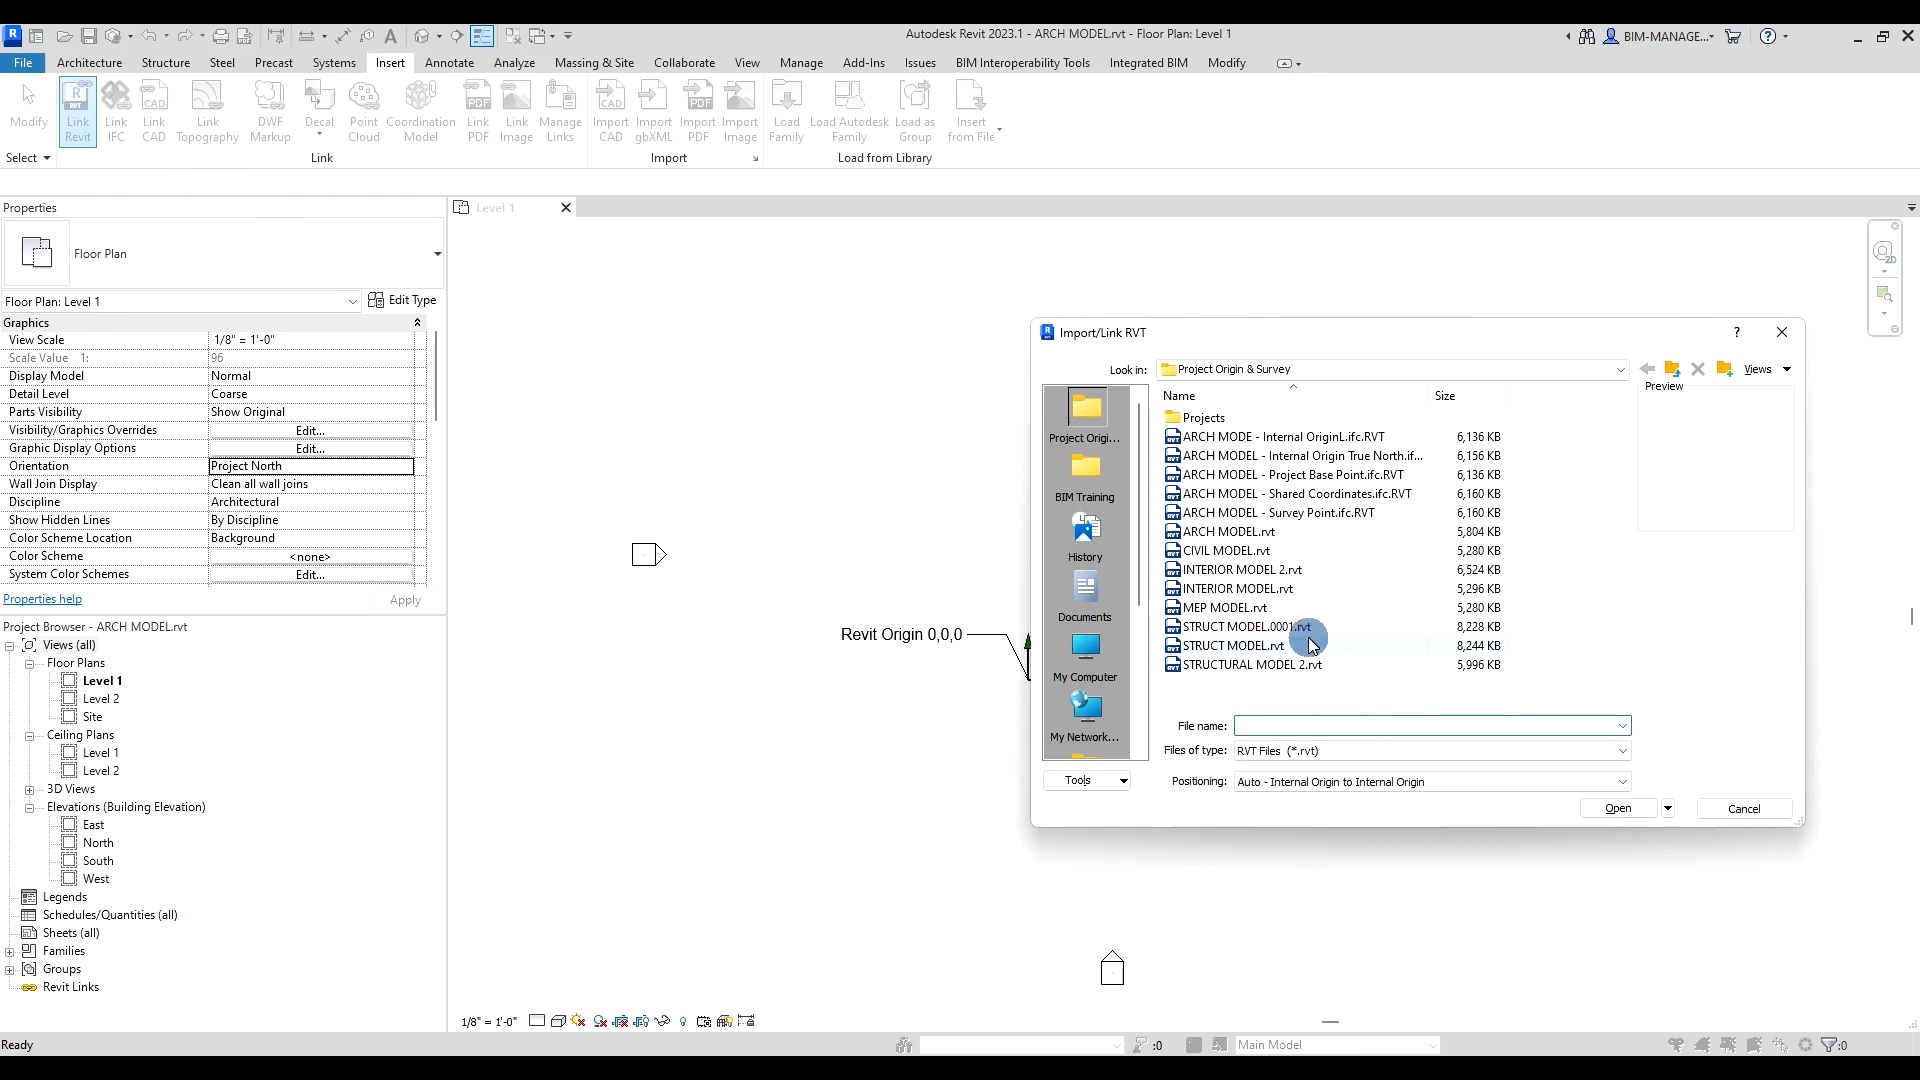 Autodesk Revit 2023.1 - ARCH MODEL.rvt - Floor Plan: Level 1
BIM-MANAGE...
File Architecture Structure Steel Precast Systems Insert Annotate Analyze Massing & Site Collaborate View Manage Add-Ins Issues BIM Interoperability Tools Integrated BIM Modify
Modify
Link Revit
Link IFC
Link CAD
Link Topography
DWF Markup
Decal
Point Cloud
Coordination Model
Link PDF
Link Image
Manage Links
Import CAD
Import gbXML
Import PDF
Import Image
Load Family
Load Autodesk Family
Load as Group
Insert from File
Select Link Import Load from Library
Properties
Floor Plan
Floor Plan: Level 1 Edit Type
Graphics
View Scale 1/8" = 1'-0"
Scale Value 1: 96
Display Model Normal
Detail Level Coarse
Parts Visibility Show Original
Visibility/Graphics Overrides Edit...
Graphic Display Options Edit...
Orientation Project North
Wall Join Display Clean all wall joins
Discipline Architectural
Show Hidden Lines By Discipline
Color Scheme Location Background
Color Scheme <none>
System Color Schemes Edit...
Properties help Apply
Project Browser - ARCH MODEL.rvt
Views (all)
Floor Plans
Level 1
Level 2
Site
Ceiling Plans
Level 1
Level 2
3D Views
Elevations (Building Elevation)
East
North
South
West
Legends
Schedules/Quantities (all)
Sheets (all)
Families
Groups
Revit Links
Level 1
2D
Revit Origin 0,0,0
Import/Link RVT
Look in: Project Origin & Survey Views
Project Origi...
BIM Training
History
Documents
My Computer
My Network...
Tools
Name Size
Preview
Projects
ARCH MODE - Internal OriginL.ifc.RVT 6,136 KB
ARCH MODEL - Internal Origin True North.if... 6,156 KB
ARCH MODEL - Project Base Point.ifc.RVT 6,136 KB
ARCH MODEL - Shared Coordinates.ifc.RVT 6,160 KB
ARCH MODEL - Survey Point.ifc.RVT 6,160 KB
ARCH MODEL.rvt 5,804 KB
CIVIL MODEL.rvt 5,280 KB
INTERIOR MODEL 2.rvt 6,524 KB
INTERIOR MODEL.rvt 5,296 KB
MEP MODEL.rvt 5,280 KB
STRUCT MODEL.0001.rvt 8,228 KB
STRUCT MODEL.rvt 8,244 KB
STRUCTURAL MODEL 2.rvt 5,996 KB
File name:
Files of type: RVT Files (*.rvt)
Positioning: Auto - Internal Origin to Internal Origin
Open Cancel
1/8" = 1'-0"
Ready :0 Main Model :0